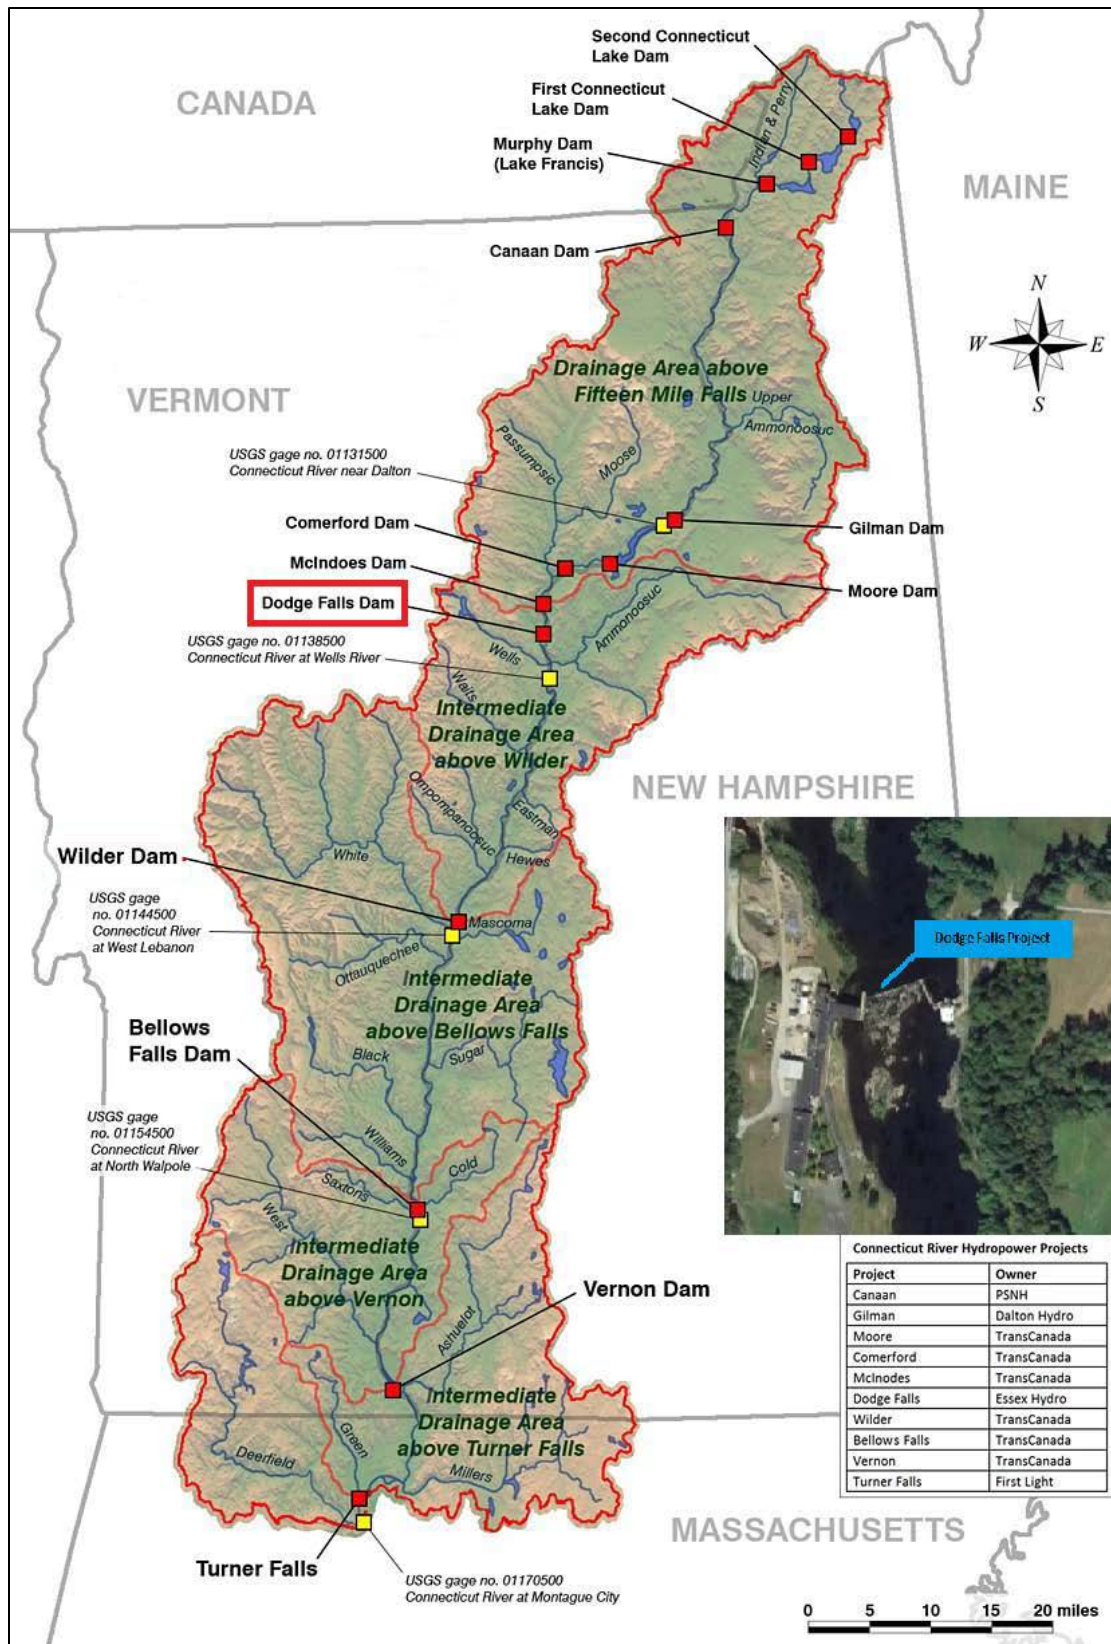 Second Connecticut
Lake Dam
First Connecticut
Lake Dam
Murphy Dam
(Lake Francis)
CANADA
MAINE
Indian & Perry
Canaan Dam
N
W
E
S
VERMONT
Drainage Area above
Fifteen Mile Falls
Upper
Ammonoosuc
Passumpsic
Moose
USGS gage no. 01131500
Connecticut River near Dalton
Comerford Dam
Gilman Dam
McIndoes Dam
Moore Dam
Dodge Falls Dam
Ammonoosuc
USGS gage no. 01138500
Connecticut River at Wells River
Wells
Waits
Intermediate
Drainage Area
above Wilder
NEW HAMPSHIRE
Ompompanoosuc
Eastman
Hewes
White
Wilder Dam
Mascoma
USGS gage
no. 01144500
Connecticut River
at West Lebanon
Ottauquechee
Intermediate
Drainage Area
above Bellows Falls
Dodge Falls Project
Bellows
Falls Dam
Black
Sugar
USGS gage
no. 01154500
Connecticut River
at North Walpole
Williams
Cold
Saxtons
West
Intermediate
Drainage Area
above Vernon
Vernon Dam
Ashuelot
Connecticut River Hydropower Projects
Project Owner
Canaan PSNH
Gilman Dalton Hydro
Moore TransCanada
Comerford TransCanada
McInodes TransCanada
Dodge Falls Essex Hydro
Wilder TransCanada
Bellows Falls TransCanada
Vernon TransCanada
Turner Falls First Light
Intermediate
Drainage Area
above Turner Falls
Green
Deerfield
Millers
MASSACHUSETTS
Turner Falls
USGS gage no. 01170500
Connecticut River at Montague City
0 5 10 15 20 miles